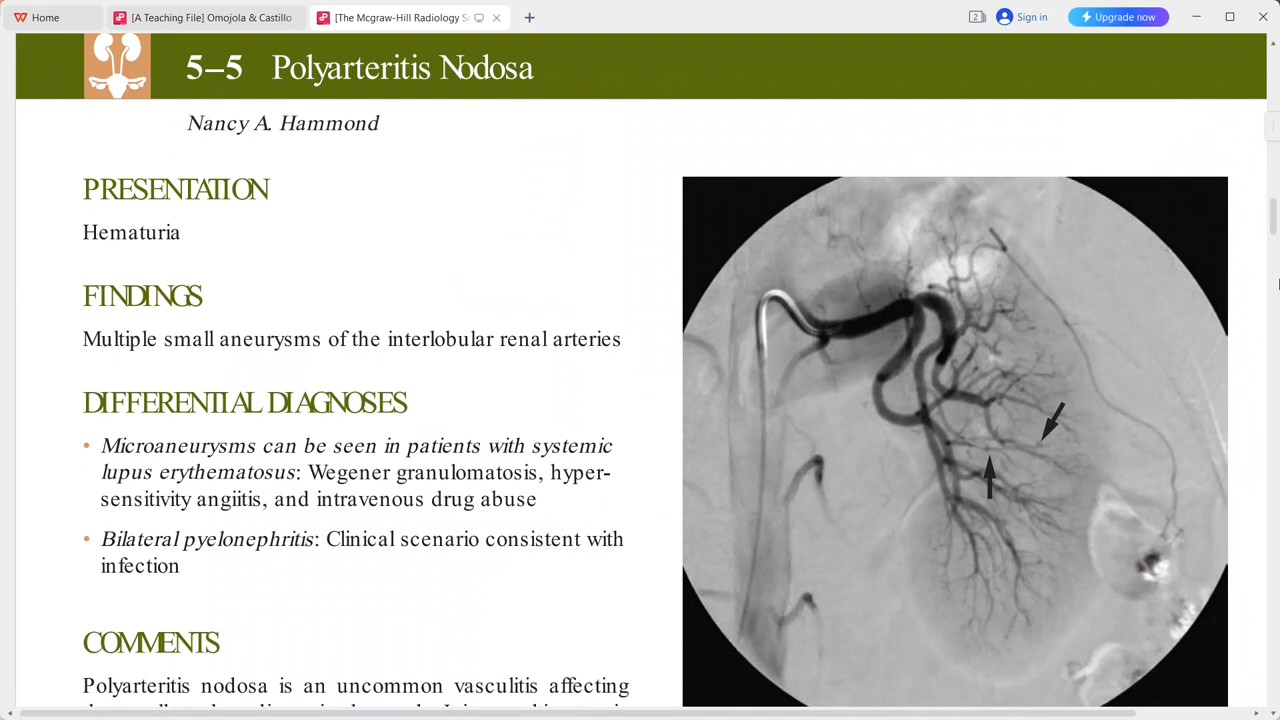 Home
[A Teaching File] Omojola & Castillo
[The Mcgraw-Hill Radiology S
2
Sign in
Upgrade now
5–5 Polyarteritis Nodosa
Nancy A. Hammond
PRESENTATION
Hematuria
FINDINGS
Multiple small aneurysms of the interlobular renal arteries
DIFFERENTIAL DIAGNOSES
• Microaneurysms can be seen in patients with systemic
lupus erythematosus: Wegener granulomatosis, hyper-
sensitivity angiitis, and intravenous drug abuse
• Bilateral pyelonephritis: Clinical scenario consistent with
infection
COMMENTS
Polyarteritis nodosa is an uncommon vasculitis affecting